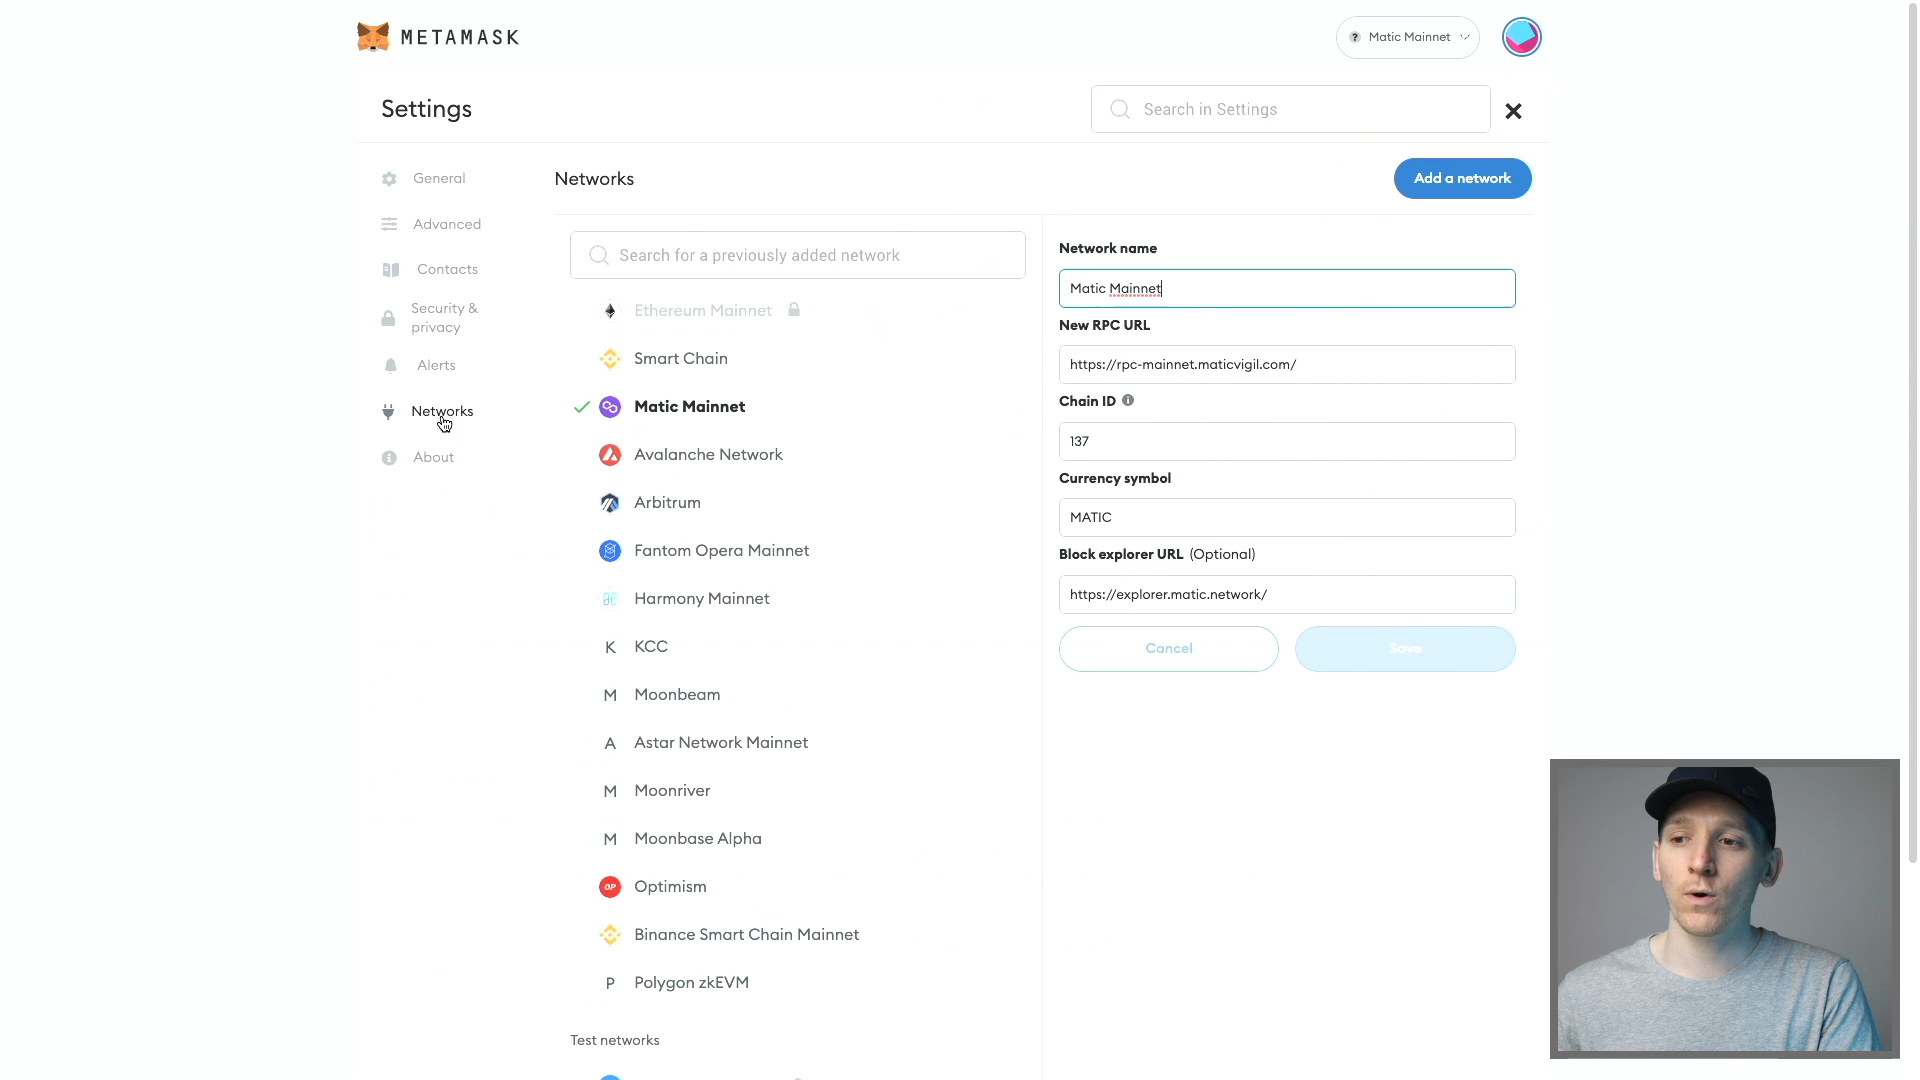 METAMASK
? Matic Mainnet
Settings
Search in Settings
General
Advanced
Contacts
Security &
privacy
Alerts
Networks
About
Networks
Add a network
Search for a previously added network
Ethereum Mainnet
Smart Chain
Matic Mainnet
Avalanche Network
Arbitrum
Fantom Opera Mainnet
Harmony Mainnet
K KCC
M Moonbeam
A Astar Network Mainnet
M Moonriver
M Moonbase Alpha
OP Optimism
Binance Smart Chain Mainnet
P Polygon zkEVM
Test networks
Network name
Matic Mainnet
New RPC URL
https://rpc-mainnet.maticvigil.com/
Chain ID
137
Currency symbol
MATIC
Block explorer URL (Optional)
https://explorer.matic.network/
Cancel
Save